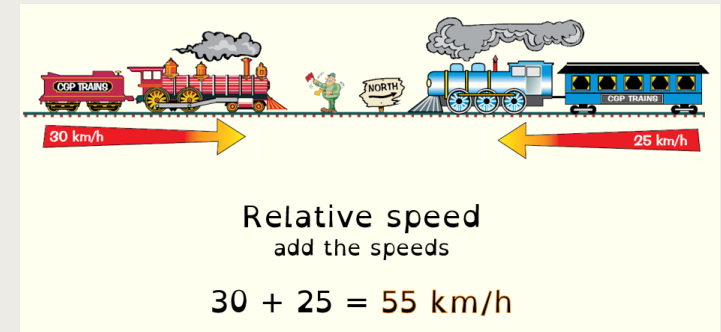 CGP TRAINS
NORTH
CGP TRAINS
30 km/h
25 km/h
Relative speed
add the speeds
30 + 25 = 55 km/h